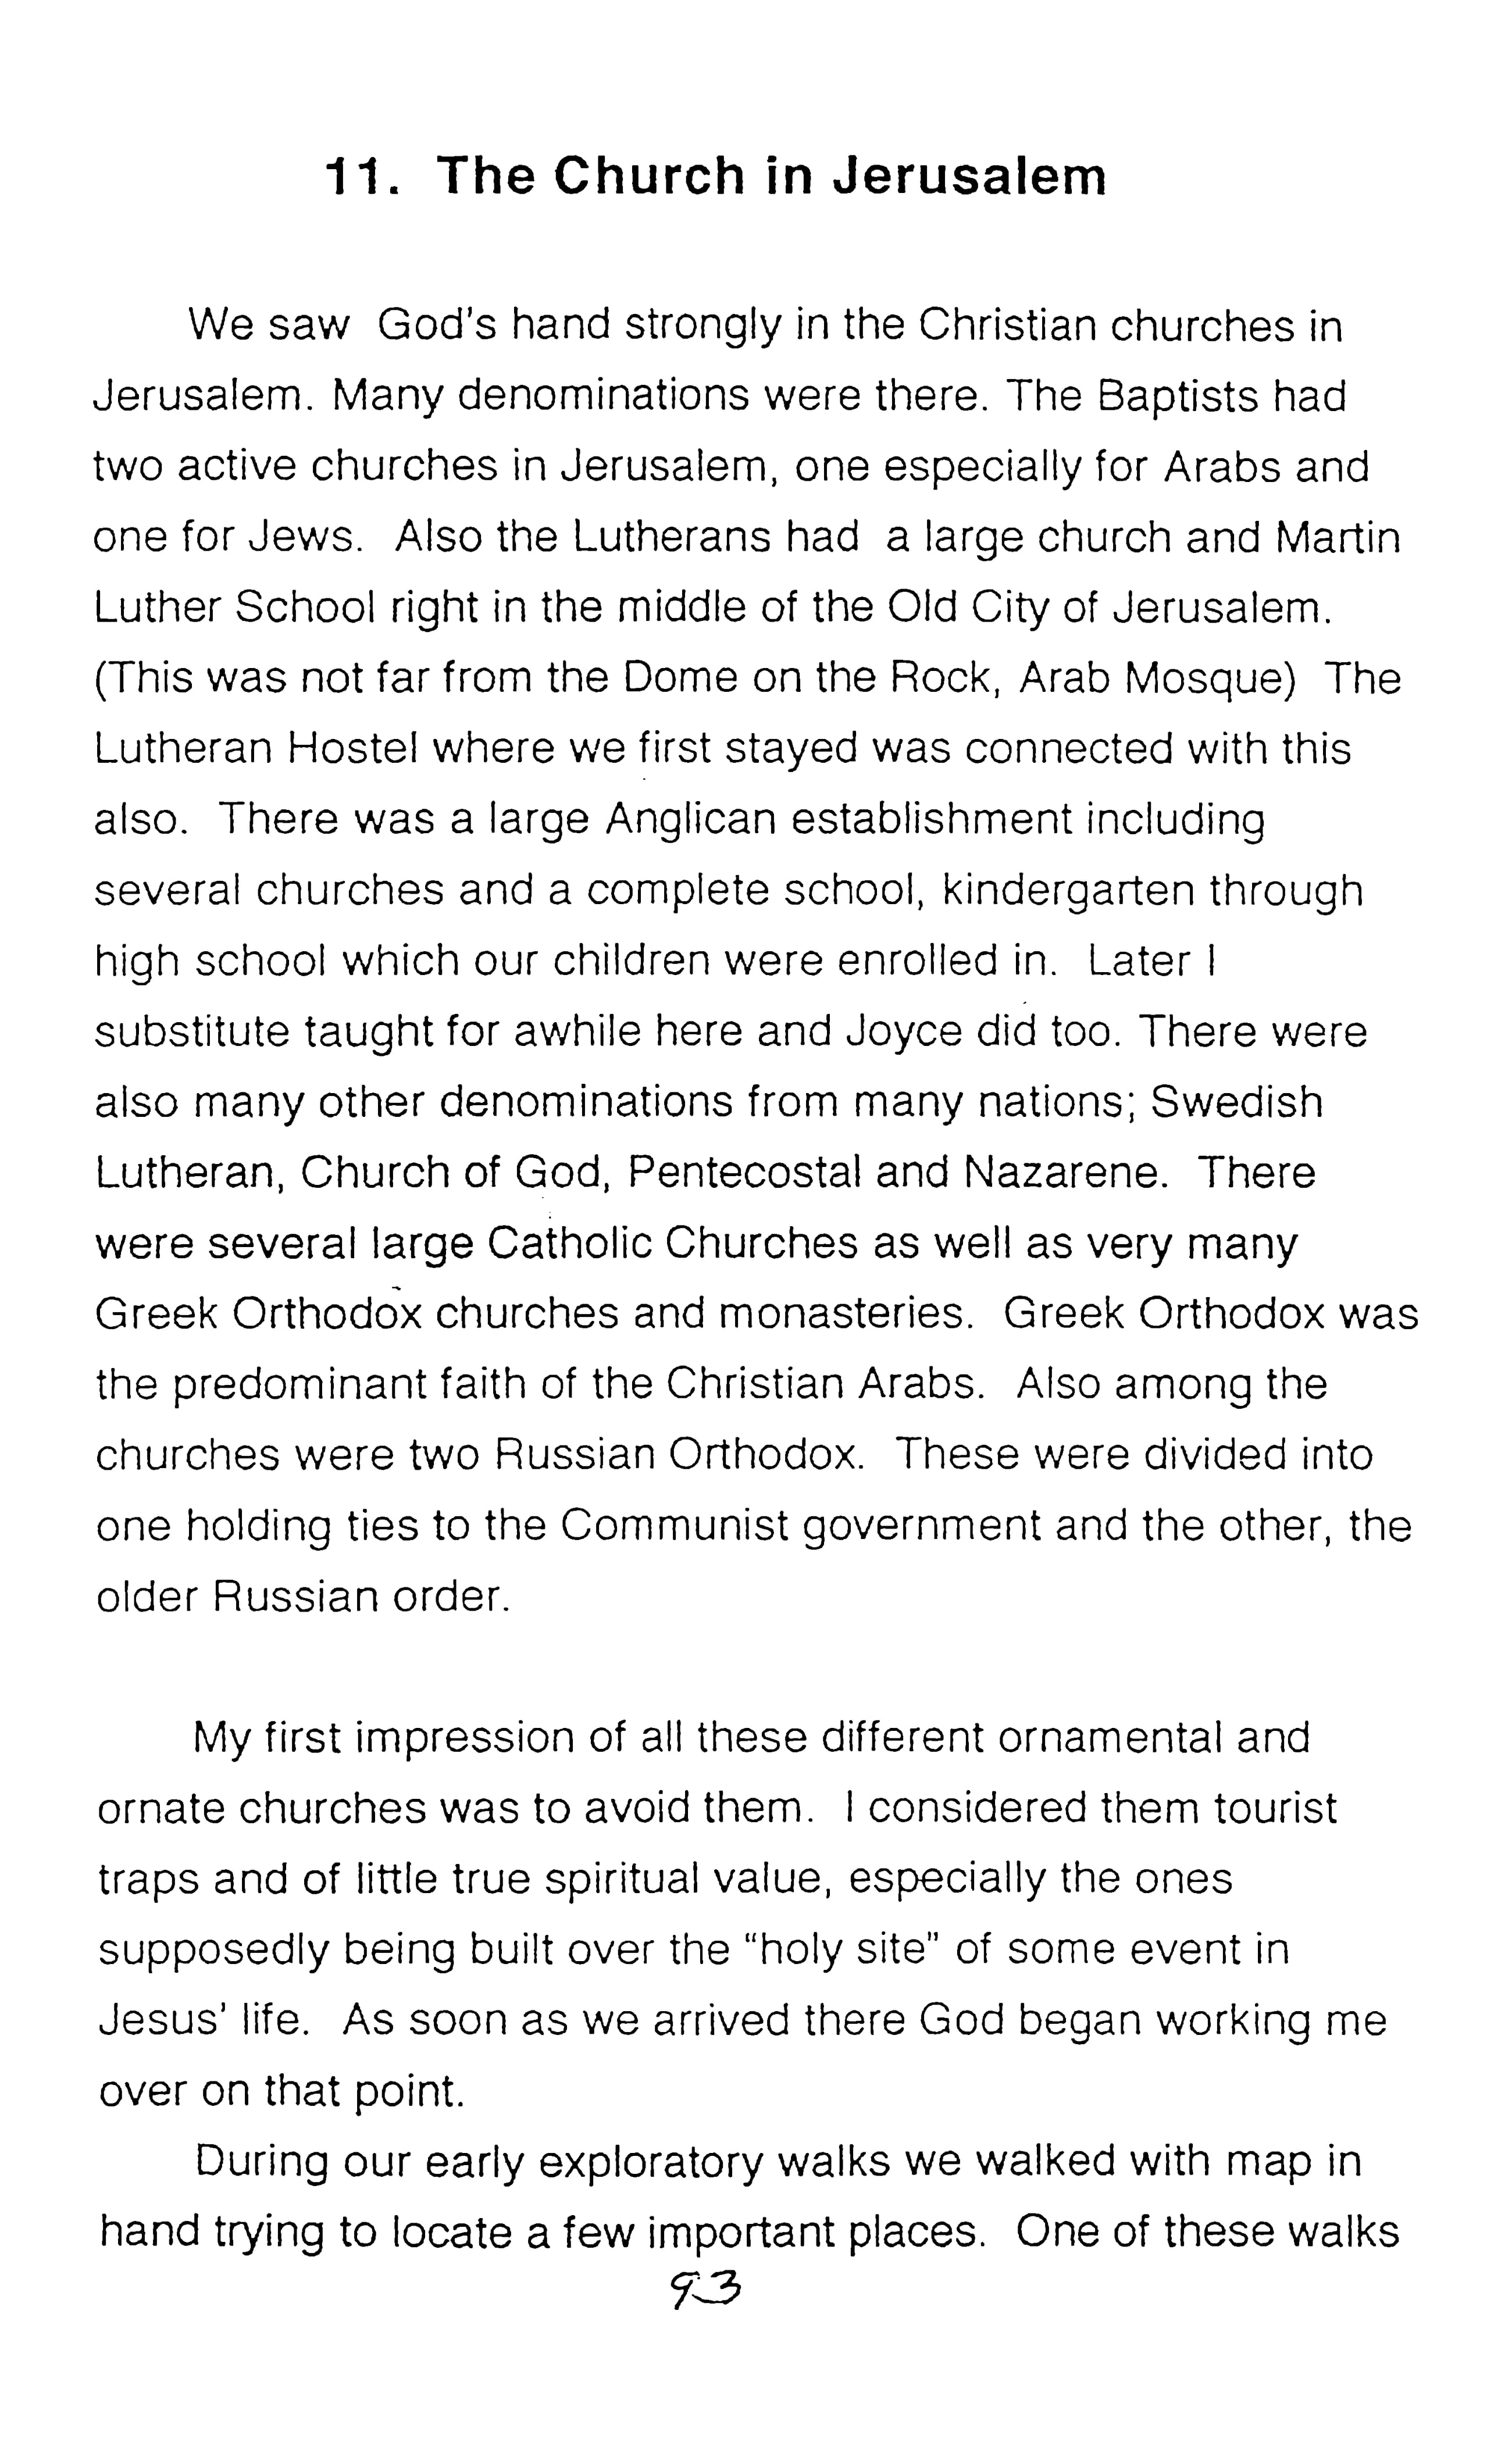 11. The Church in Jerusalem
We saw God's hand strongly in the Christian churches in
Jerusalem. Many denominations were there. The Baptists had
two active churches in Jerusalem, one especially for Arabs and
one for Jews. Also the Lutherans had a large church and Martin
Luther School right in the middle of the Old City of Jerusalem.
(This was not far from the Dome on the Rock, Arab Mosque) The
Lutheran Hostel where we first stayed was connected with this
also. There was a large Anglican establishment including
several churches and a complete school, kindergarten through
high school which our children were enrolled in. Later I
substitute taught for awhile here and Joyce did too. There were
also many other denominations from many nations; Swedish
Lutheran, Church of God, Pentecostal and Nazarene. There
were several large Catholic Churches as well as very many
Greek Orthodox churches and monasteries. Greek Orthodox was
the predominant faith of the Christian Arabs. Also among the
churches were two Russian Orthodox. These were divided into
one holding ties to the Communist government and the other, the
older Russian order.
My first impression of all these different ornamental and
ornate churches was to avoid them. I considered them tourist
traps and of little true spiritual value, especially the ones
supposedly being built over the “holy site” of some event in
Jesus' life. As soon as we arrived there God began working me
over on that point.
During our early exploratory walks we walked with map in
hand trying to locate a few important places. One of these walks
93